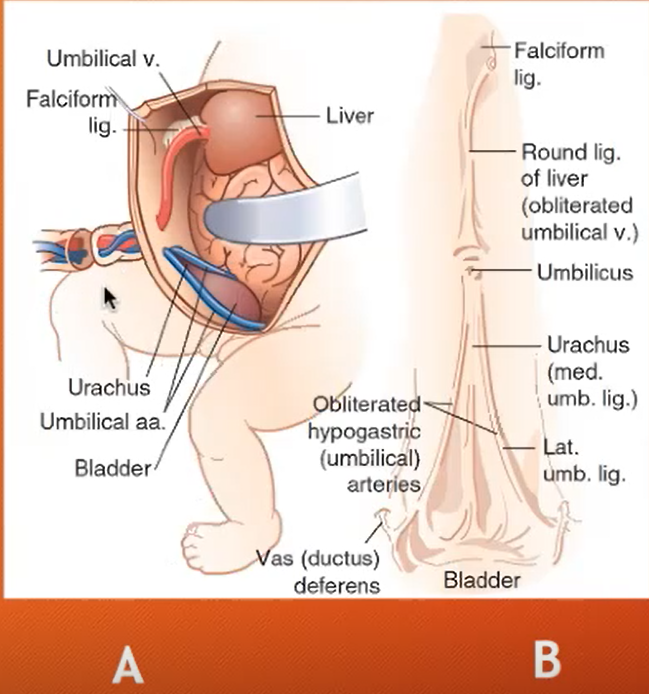 Umbilical v.
Falciform
lig.
Liver
Urachus
Umbilical aa.
Bladder
Falciform
lig.
Round lig.
of liver
(obliterated
umbilical v.)
Umbilicus
Urachus
(med.
umb. lig.)
Obliterated
hypogastric
(umbilical)
arteries
Lat.
umb. lig.
Vas (ductus)
deferens
Bladder
A
B